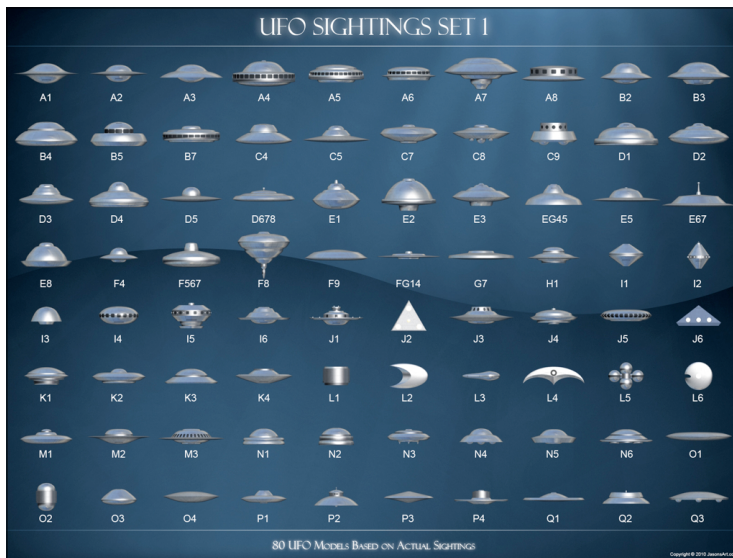 UFO SIGHTINGS SET 1
A1 A2 A3 A4 A5 A6 A7 A8 B2 B3
B4 B5 B7 C4 C5 C7 C8 C9 D1 D2
D3 D4 D5 D678 E1 E2 E3 EG45 E5 E67
E8 F4 F567 F8 F9 FG14 G7 H1 I1 I2
I3 I4 I5 I6 J1 J2 J3 J4 J5 J6
K1 K2 K3 K4 L1 L2 L3 L4 L5 L6
M1 M2 M3 N1 N2 N3 N4 N5 N6 O1
O2 O3 O4 P1 P2 P3 P4 Q1 Q2 Q3
80 UFO MODELS BASED ON ACTUAL SIGHTINGS
Copyright © 2010